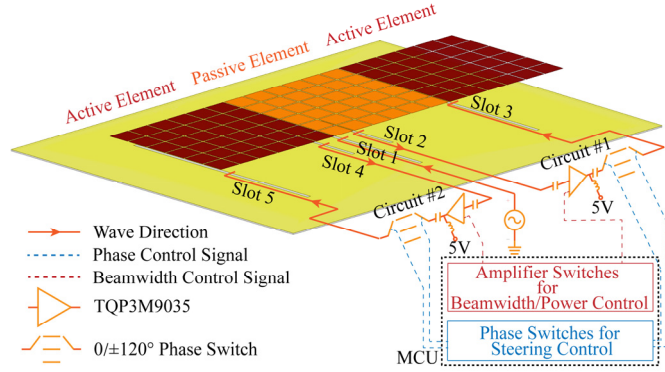 Active Element
Passive Element
Active Element
Slot 3
Slot 2
Slot 1
Slot 4
Slot 5
Circuit #1
Circuit #2
5V
5V
Wave Direction
Phase Control Signal
Beamwidth Control Signal
TQP3M9035
0/±120° Phase Switch
Amplifier Switches
for
Beamwidth/Power Control
Phase Switches for
Steering Control
MCU